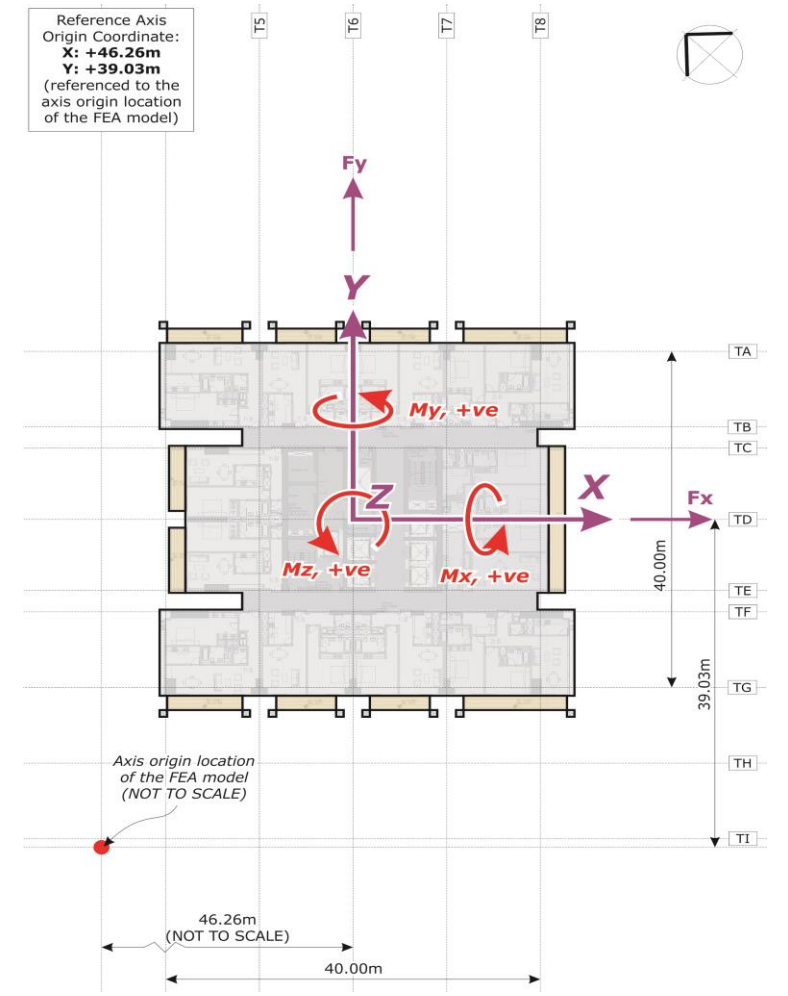 Reference Axis
Origin Coordinate:
X: +46.26m
Y: +39.03m
(referenced to the
axis origin location
of the FEA model)
T5
T6
T7
T8
Fy
Y
TA
My, +ve
TB
TC
Z
X
Fx
TD
Mz, +ve
Mx, +ve
40.00m
TE
TF
39.03m
TG
Axis origin location
of the FEA model
(NOT TO SCALE)
TH
TI
46.26m
(NOT TO SCALE)
40.00m